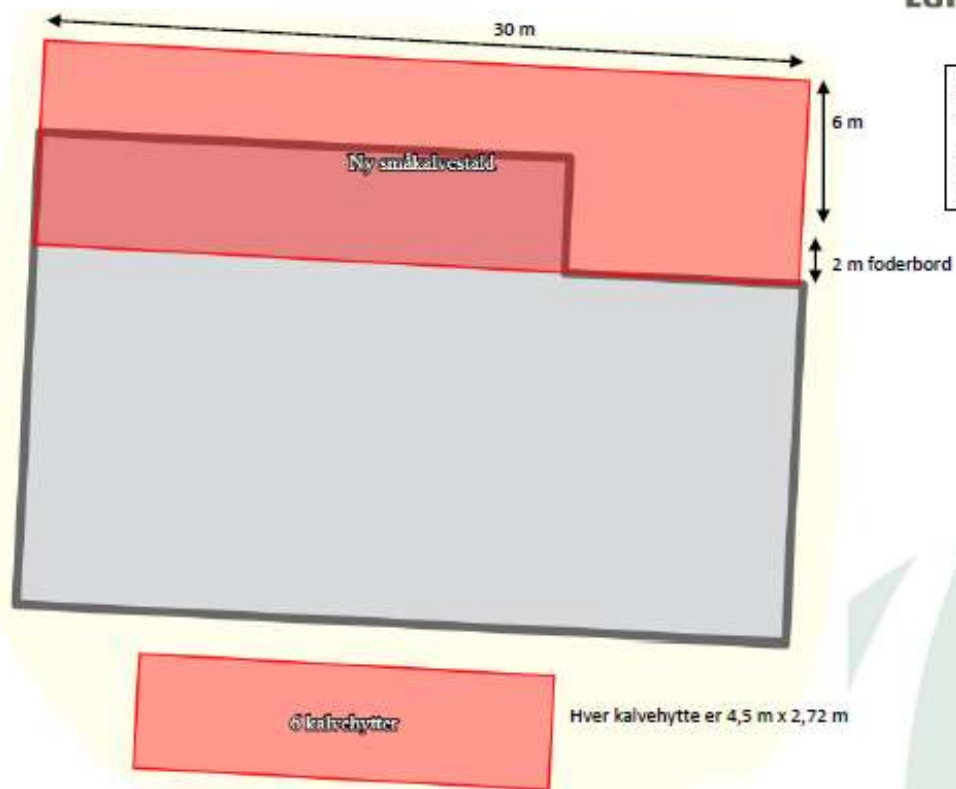 30 m
6 m
Ny småkalvestald
2 m foderbord
6 kalvehytter
Hver kalvehytte er 4,5 m x 2,72 m